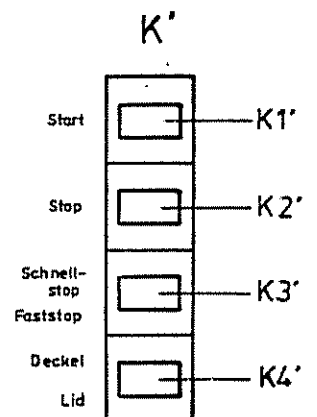 K'
Start
K1'
Stop
K2'
Schnell-
stop
Faststop
K3'
Deckel
Lid
K4'